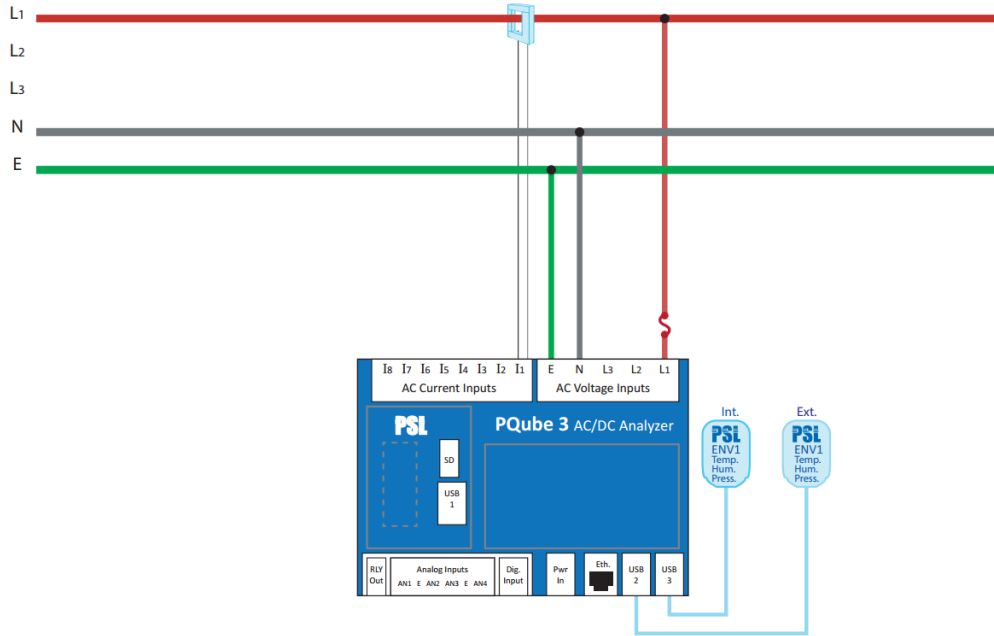 L1
L2
L3
N
E
I8 I7 I6 I5 I4 I3 I2 I1
AC Current Inputs
E N L3 L2 L1
AC Voltage Inputs
PSL
PQube 3 AC/DC Analyzer
SD
USB
1
Int.
PSL
ENV1
Temp.
Hum.
Press.
Ext.
PSL
ENV1
Temp.
Hum.
Press.
RLY
Out
Analog Inputs
AN1 E AN2 AN3 E AN4
Dig.
Input
Pwr
In
Eth.
USB
2
USB
3